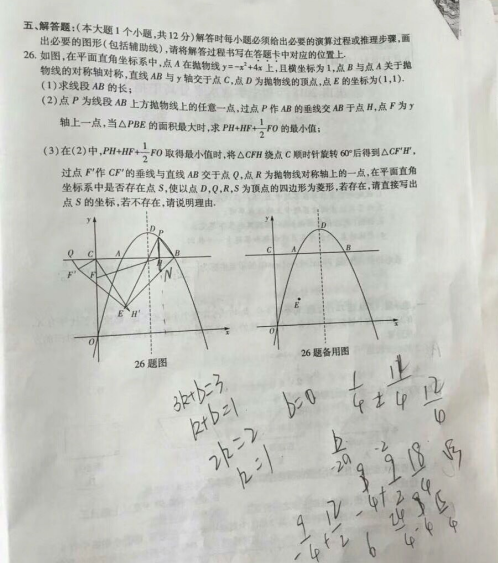 五、解答题:(本大题1个小题,共12分)解答时每小题必须给出必要的演算过程或推理步骤,画
出必要的图形(包括辅助线),请将解答过程书写在答题卡中对应的位置上.
26. 如图,在平面直角坐标系中,点A在抛物线y=-x²+4x上,且横坐标为1,点B与点A关于抛
物线的对称轴对称,直线AB与y轴交于点C,点D为抛物线的顶点,点E的坐标为(1,1).
(1)求线段AB的长;
(2)点P为线段AB上方抛物线上的任意一点,过点P作AB的垂线交AB于点H,点F为y
轴上一点,当△PBE的面积最大时,求PH+HF+1/2FO的最小值;
(3)在(2)中,PH+HF+1/2FO取得最小值时,将△CFH绕点C顺时针旋转60°后得到△CF'H',
过点F'作CF'的垂线与直线AB交于点Q,点R为抛物线对称轴上的一点,在平面直角
坐标系中是否存在点S,使以点D,Q,R,S为顶点的四边形为菱形,若存在,请直接写出
点S的坐标,若不存在,请说明理由.
y D P
Q C A B
F' F H N
E H'
O x
26题图
y D
C A B
E
O x
26题备用图
3k+b=3
k+b=1
2k=2
k=1
b=0